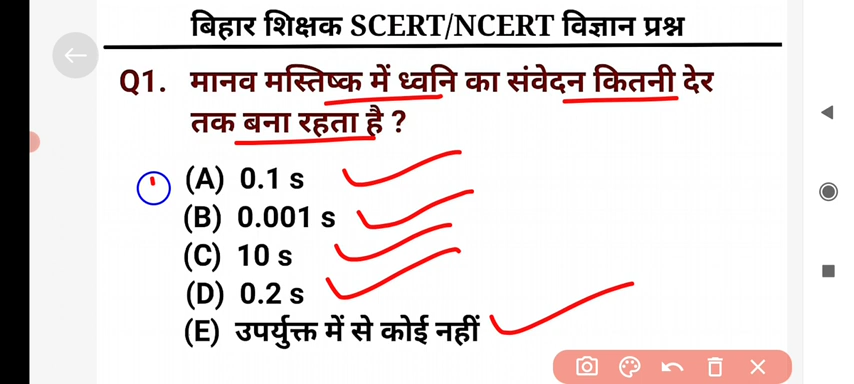 बिहार शिक्षक SCERT/NCERT विज्ञान प्रश्न
Q1. मानव मस्तिष्क में ध्वनि का संवेदन कितनी देर
तक बना रहता है ?
(A) 0.1 s
(B) 0.001 s
(C) 10 s
(D) 0.2 s
(E) उपर्युक्त में से कोई नहीं